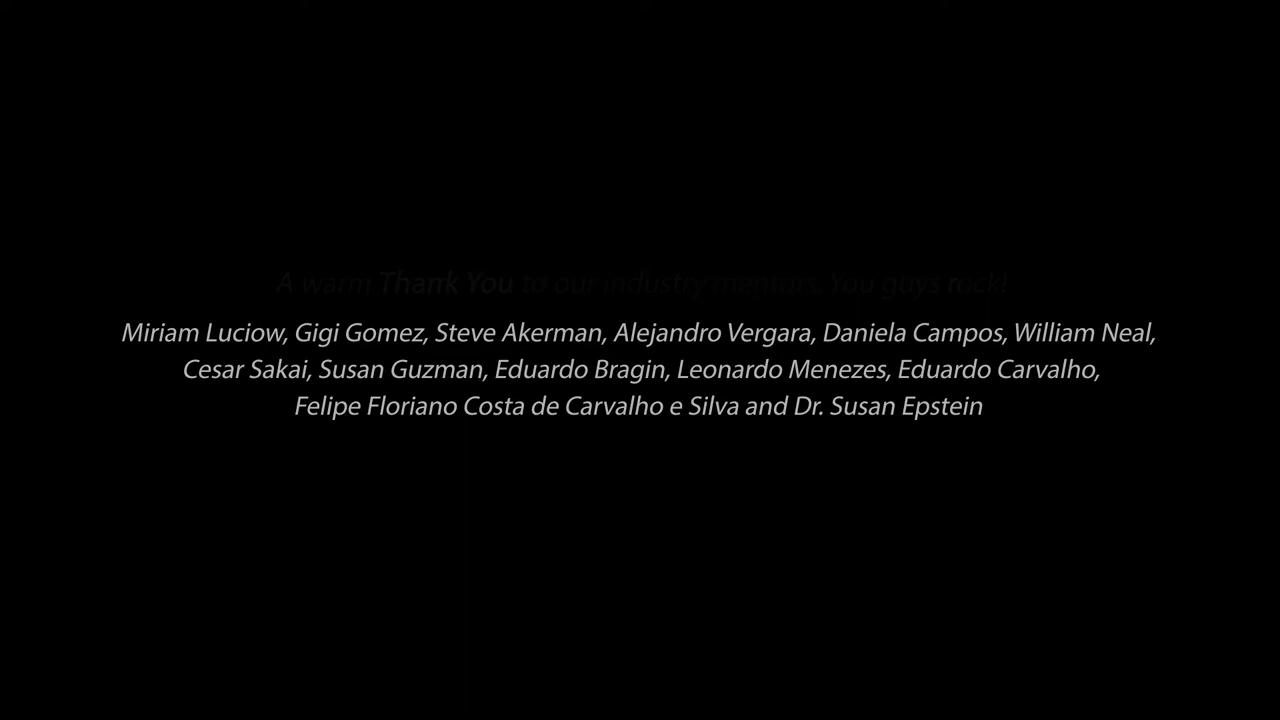 A warm Thank You to our industry mentors. You guys rock!
Miriam Luciow, Gigi Gomez, Steve Akerman, Alejandro Vergara, Daniela Campos, William Neal,
Cesar Sakai, Susan Guzman, Eduardo Bragin, Leonardo Menezes, Eduardo Carvalho,
Felipe Floriano Costa de Carvalho e Silva and Dr. Susan Epstein